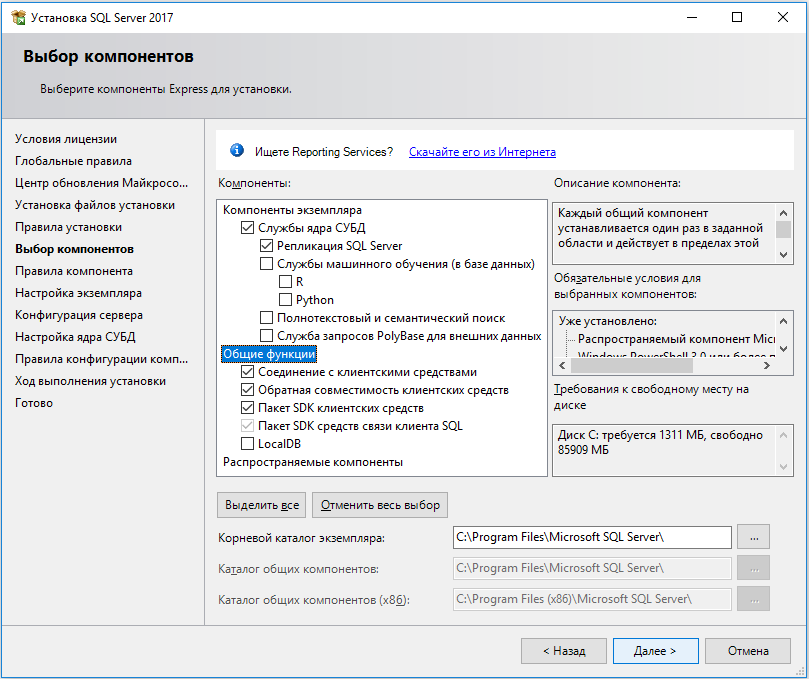 Установка SQL Server 2017
Выбор компонентов
Выберите компоненты Express для установки.
Условия лицензии
Глобальные правила
Центр обновления Майкросо...
Установка файлов установки
Правила установки
Выбор компонентов
Правила компонента
Настройка экземпляра
Конфигурация сервера
Настройка ядра СУБД
Правила конфигурации комп...
Ход выполнения установки
Готово
Ищете Reporting Services? Скачайте его из Интернета
Компоненты:
Компоненты экземпляра
Службы ядра СУБД
Репликация SQL Server
Службы машинного обучения (в базе данных)
R
Python
Полнотекстовый и семантический поиск
Служба запросов PolyBase для внешних данных
Общие функции
Соединение с клиентскими средствами
Обратная совместимость клиентских средств
Пакет SDK клиентских средств
Пакет SDK средств связи клиента SQL
LocalDB
Распространяемые компоненты
Описание компонента:
Каждый общий компонент
устанавливается один раз в заданной
области и действует в пределах этой
Обязательные условия для
выбранных компонентов:
Уже установлено:
Распространяемый компонент Micr
Windows PowerShell 3.0 или более п
Требования к свободному месту на
диске
Диск C: требуется 1311 МБ, свободно
85909 МБ
Выделить все
Отменить весь выбор
Корневой каталог экземпляра: C:\Program Files\Microsoft SQL Server\ ...
Каталог общих компонентов: C:\Program Files\Microsoft SQL Server\ ...
Каталог общих компонентов (x86): C:\Program Files (x86)\Microsoft SQL Server\ ...
< Назад
Далее >
Отмена